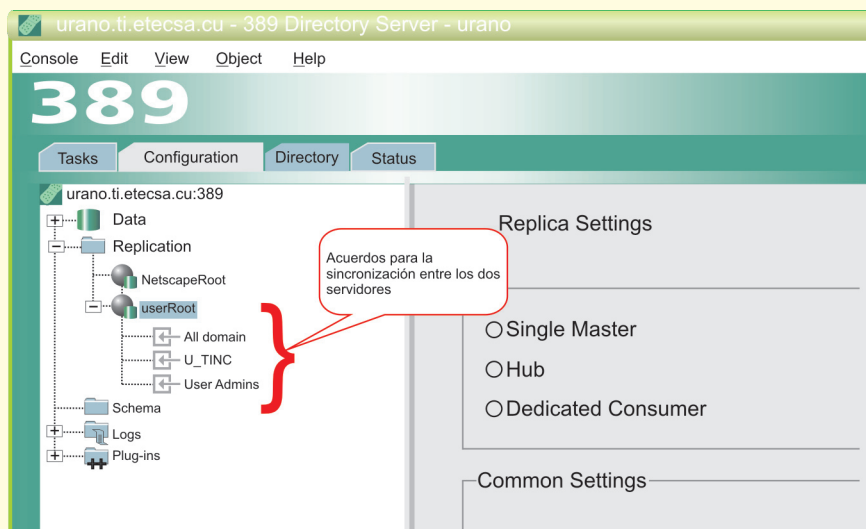 urano.ti.etecsa.cu - 389 Directory Server - urano
Console Edit View Object Help
389
Tasks Configuration Directory Status
urano.ti.etecsa.cu:389
Data
Replication
NetscapeRoot
userRoot
All domain
U_TINC
User Admins
Schema
Logs
Plug-ins
Acuerdos para la
sincronización entre los dos
servidores
Replica Settings
Single Master
Hub
Dedicated Consumer
Common Settings